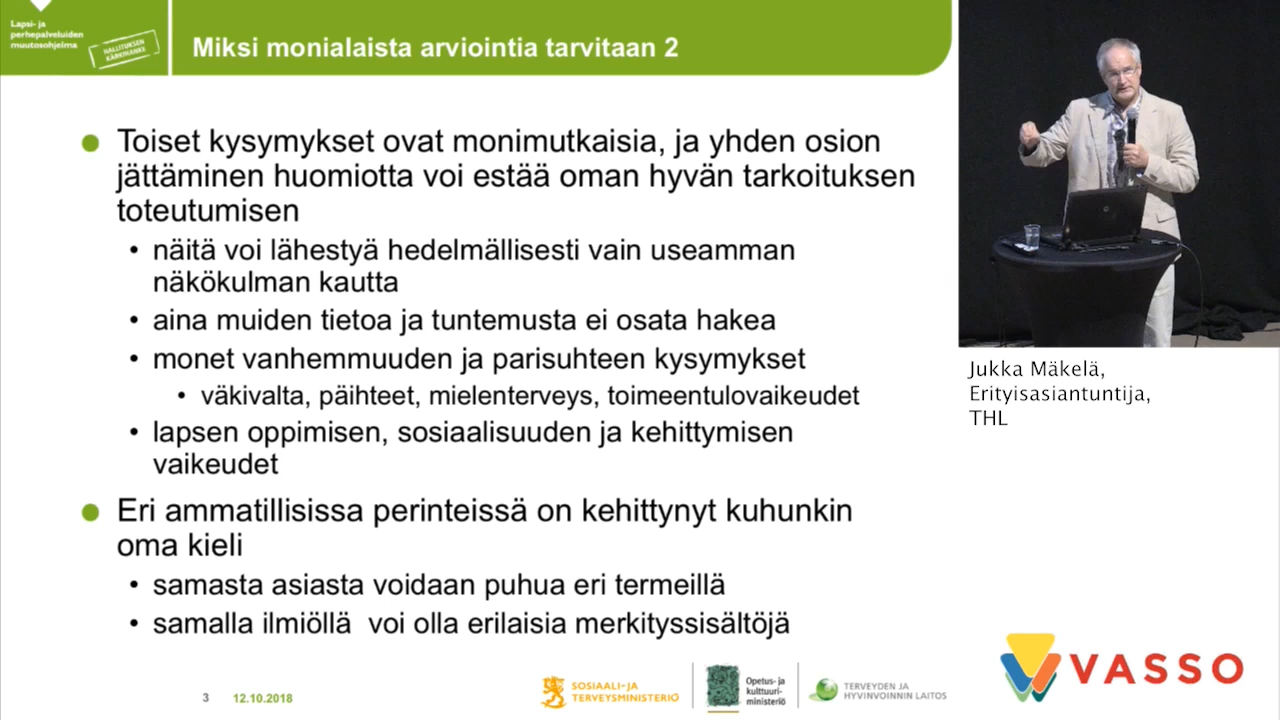 Lapsi- ja
perhepalveluiden
muutosohjelma
HALLITUKSEN
KÄRKIHANKE
Miksi monialaista arviointia tarvitaan 2
Toiset kysymykset ovat monimutkaisia, ja yhden osion
jättäminen huomiotta voi estää oman hyvän tarkoituksen
toteutumisen
• näitä voi lähestyä hedelmällisesti vain useamman
näkökulman kautta
• aina muiden tietoa ja tuntemusta ei osata hakea
• monet vanhemmuuden ja parisuhteen kysymykset
• väkivalta, päihteet, mielenterveys, toimeentulovaikeudet
• lapsen oppimisen, sosiaalisuuden ja kehittymisen
vaikeudet
Eri ammatillisissa perinteissä on kehittynyt kuhunkin
oma kieli
• samasta asiasta voidaan puhua eri termeillä
• samalla ilmiöllä voi olla erilaisia merkityssisältöjä
Jukka Mäkelä,
Erityisasiantuntija,
THL
3 12.10.2018
SOSIAALI- JA
TERVEYSMINISTERIÖ
Opetus- ja
kulttuuri-
ministeriö
TERVEYDEN JA
HYVINVOINNIN LAITOS
VASSO